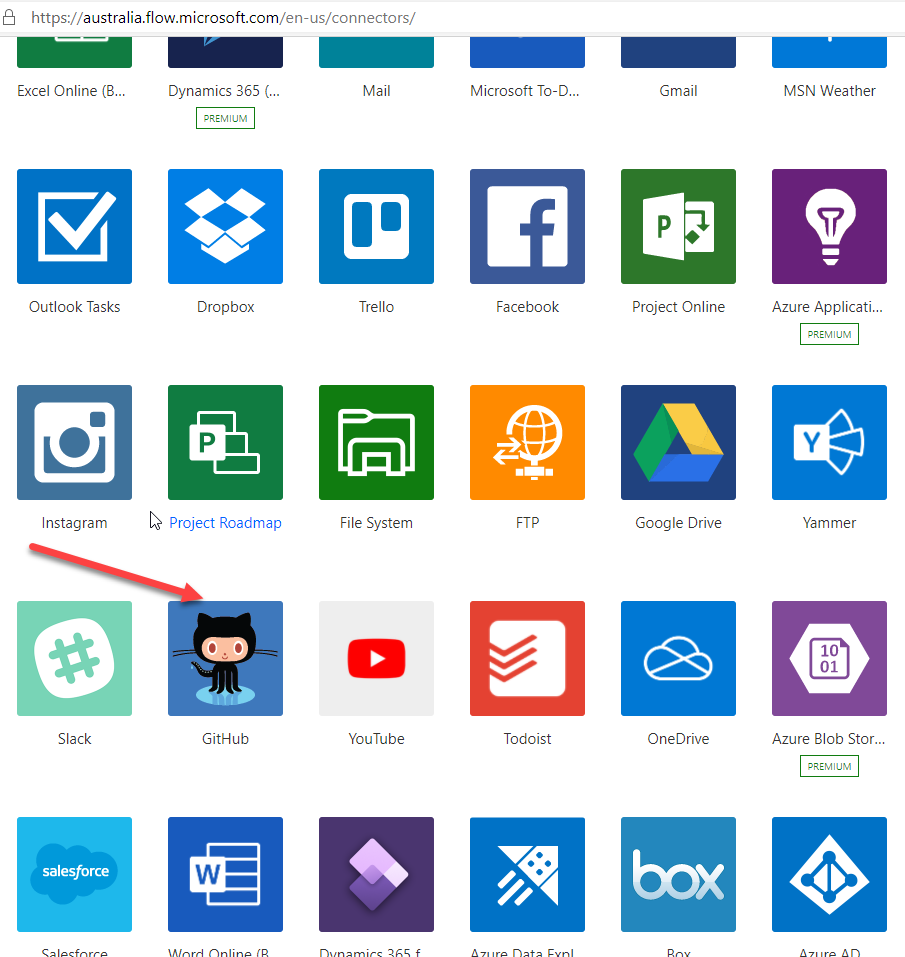 https://australia.flow.microsoft.com/en-us/connectors/
Excel Online (B...
Dynamics 365 (...
Mail
Microsoft To-D...
Gmail
MSN Weather
PREMIUM
P
Outlook Tasks
Dropbox
Trello
Facebook
Project Online
Azure Applicati...
PREMIUM
P
Y
Instagram
Project Roadmap
File System
FTP
Google Drive
Yammer
10
01
Slack
GitHub
YouTube
Todoist
OneDrive
Azure Blob Stor...
PREMIUM
salesforce
W
box
Salesforce
Word Online (B...
Dynamics 365 f...
Azure Data Expl...
Box
Azure AD